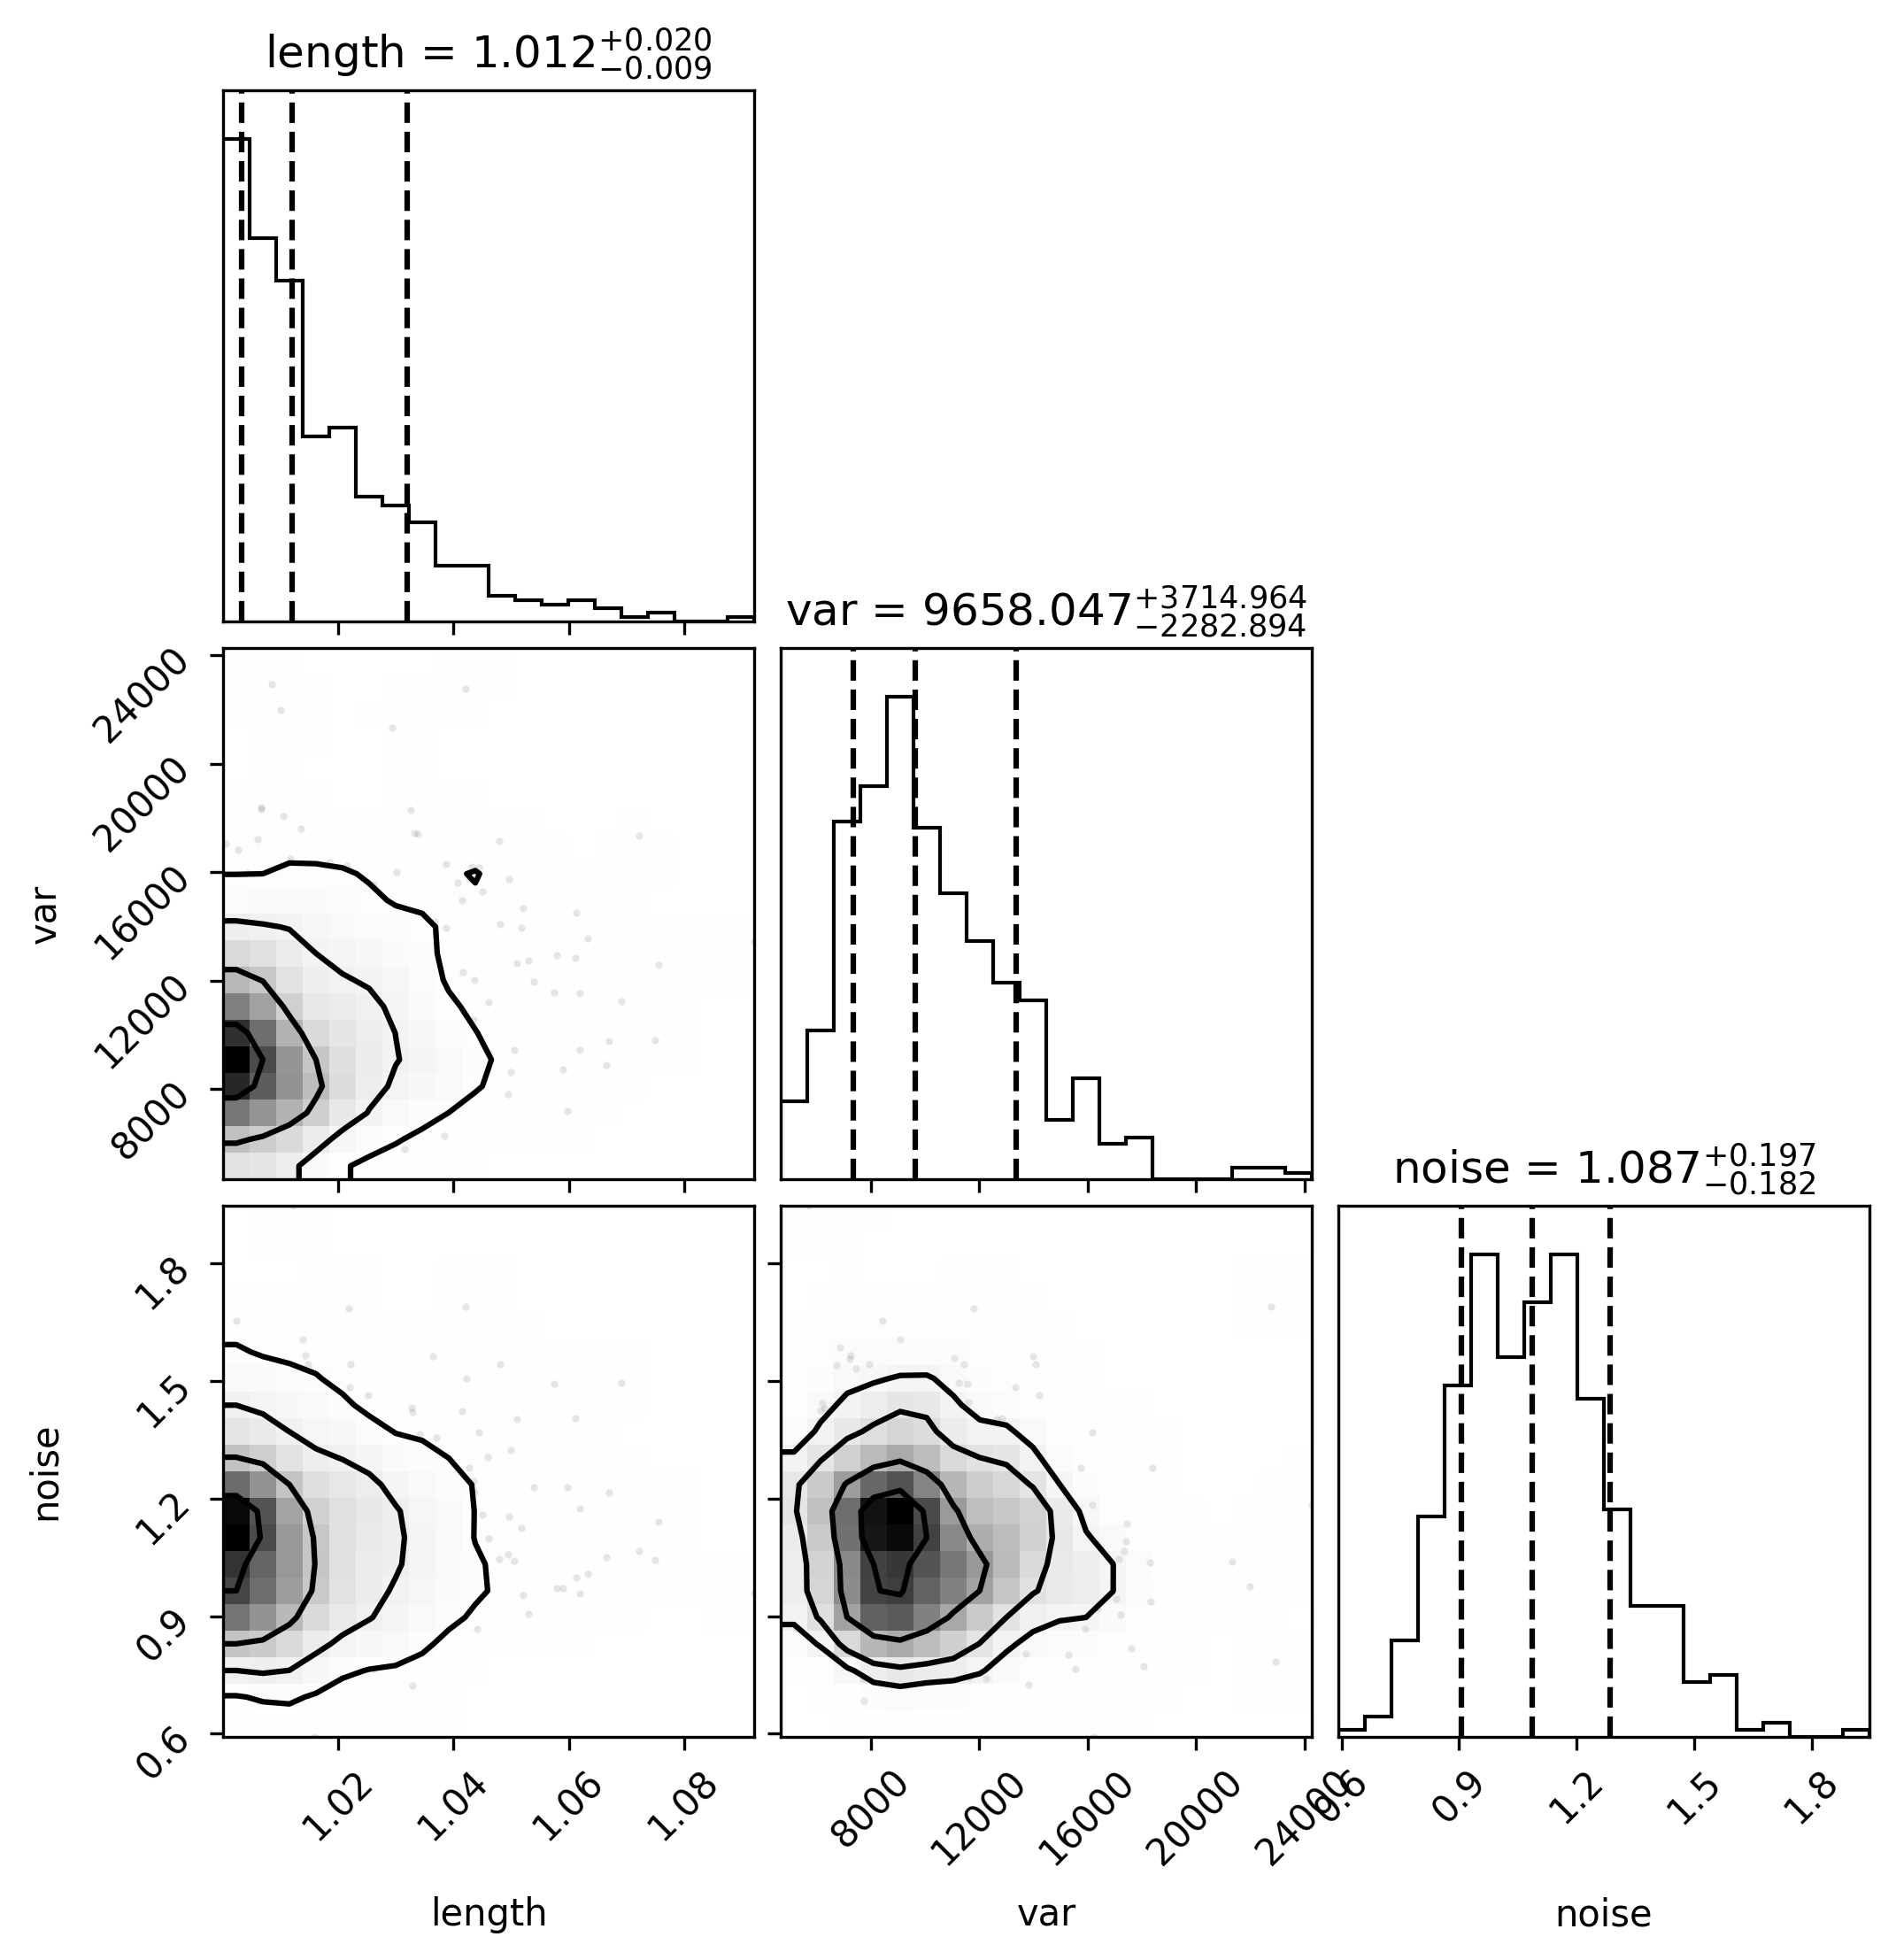 length = 1.012+0.020−0.009
var = 9658.047+3714.964−2282.894
24000
20000
16000
12000
8000
var
noise = 1.087+0.197−0.182
1.8
1.5
1.2
0.9
0.6
noise
1.02 1.04 1.06 1.08 8000 12000 16000 20000 24000 0.6 0.9 1.2 1.5 1.8
length var noise